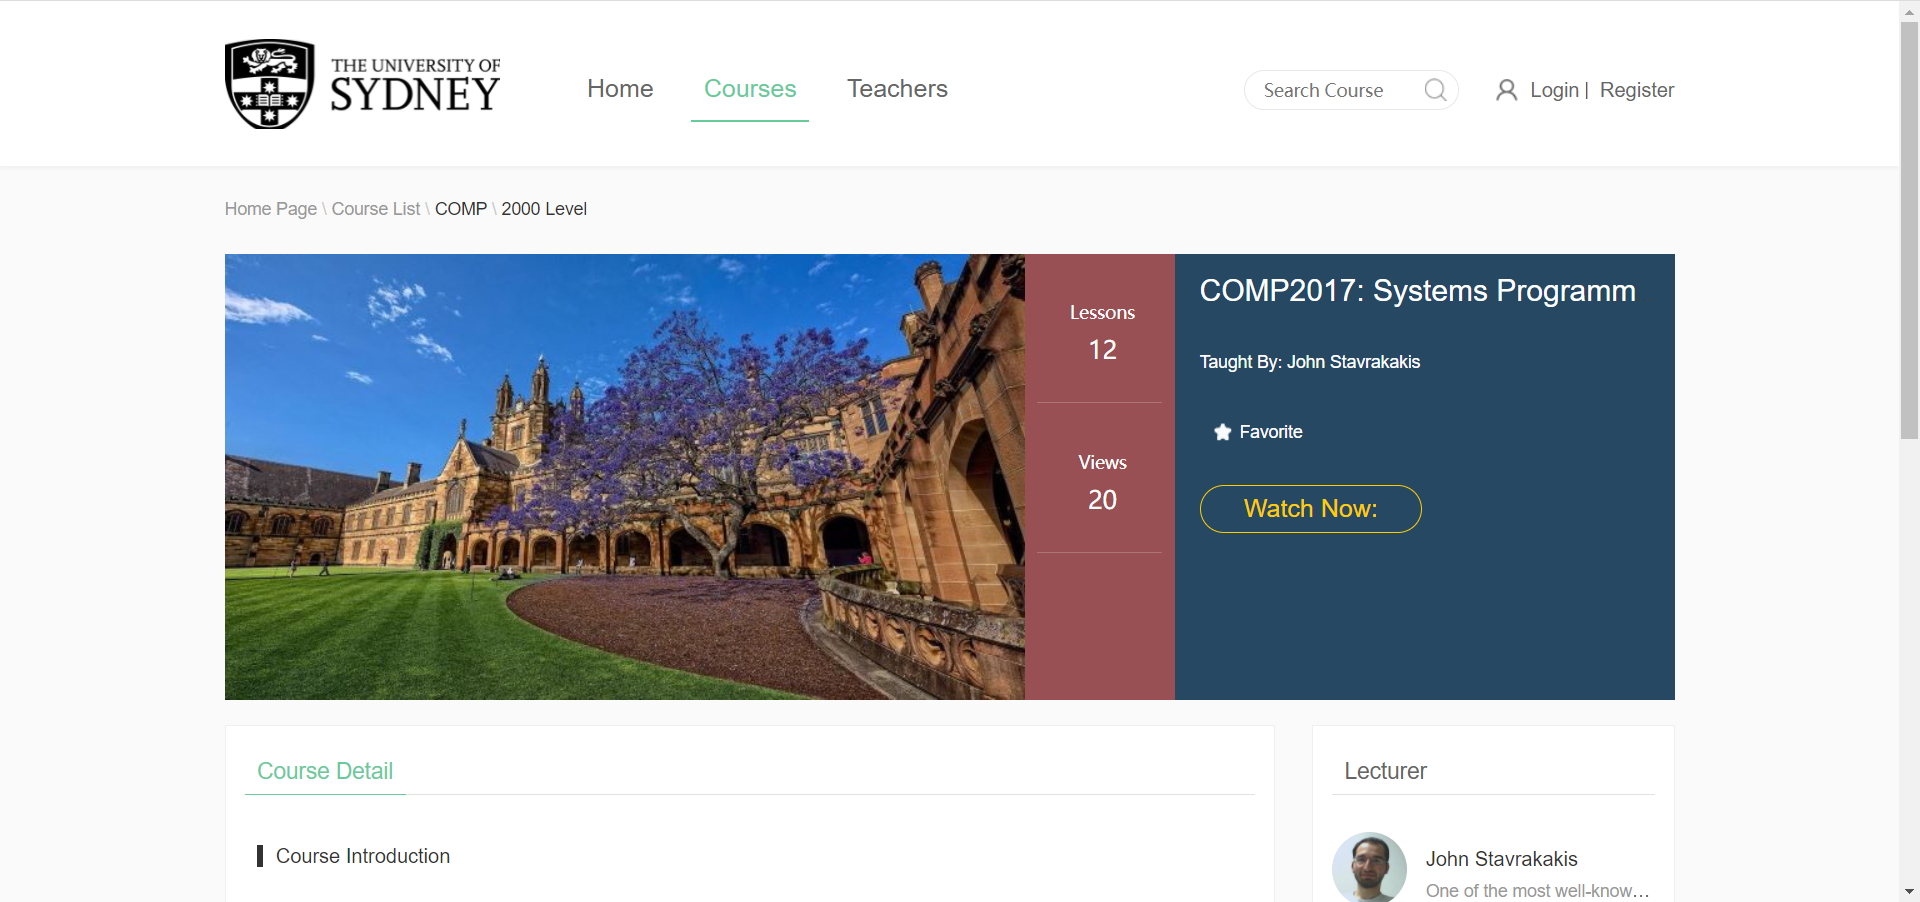 THE UNIVERSITY OF
SYDNEY
Home
Courses
Teachers
Search Course
Login | Register
Home Page \ Course List \ COMP \ 2000 Level
Lessons
12
Views
20
COMP2017: Systems Programm
Taught By: John Stavrakakis
Favorite
Watch Now:
Course Detail
Course Introduction
Lecturer
John Stavrakakis
One of the most well-know...